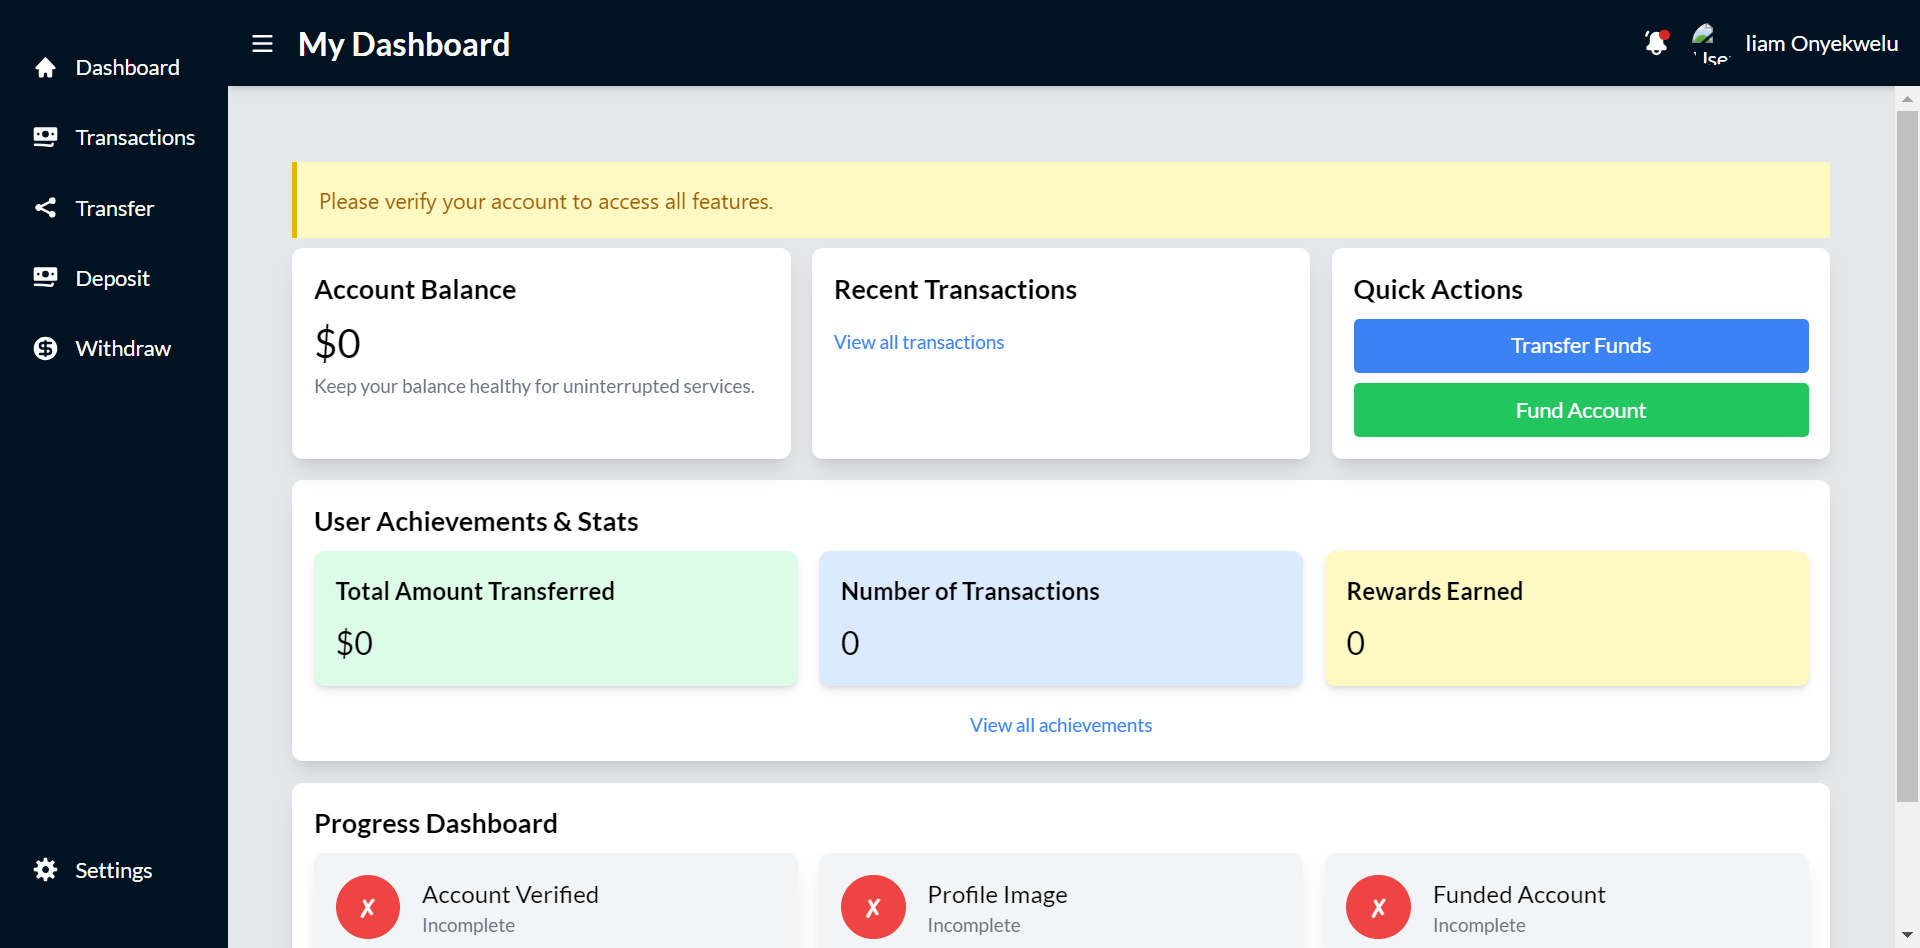 Dashboard
Transactions
Transfer
Deposit
Withdraw
Settings
My Dashboard
liam Onyekwelu
Please verify your account to access all features.
Account Balance
$0
Keep your balance healthy for uninterrupted services.
Recent Transactions
View all transactions
Quick Actions
Transfer Funds
Fund Account
User Achievements & Stats
Total Amount Transferred
$0
Number of Transactions
0
Rewards Earned
0
View all achievements
Progress Dashboard
✗
Account Verified
Incomplete
✗
Profile Image
Incomplete
✗
Funded Account
Incomplete